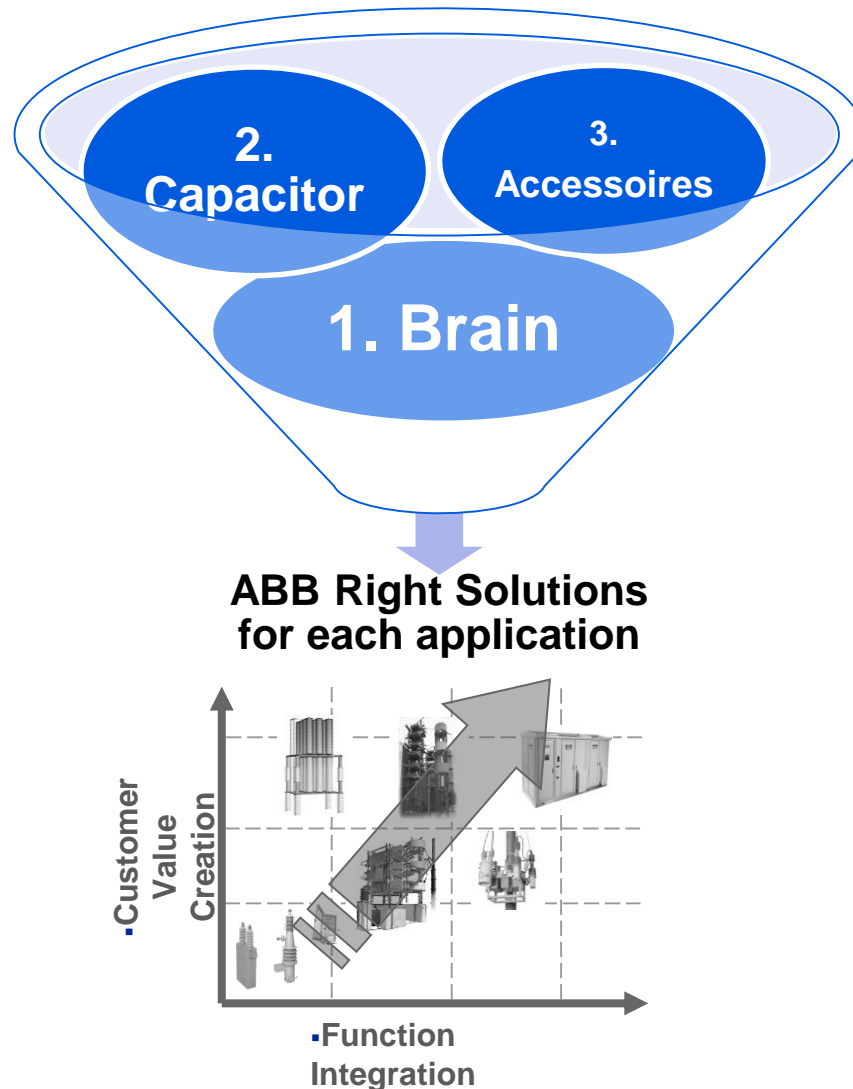 2.
Capacitor
3.
Accessoires
1. Brain
ABB Right Solutions
for each application
▪Customer
Value
Creation
▪Function
Integration